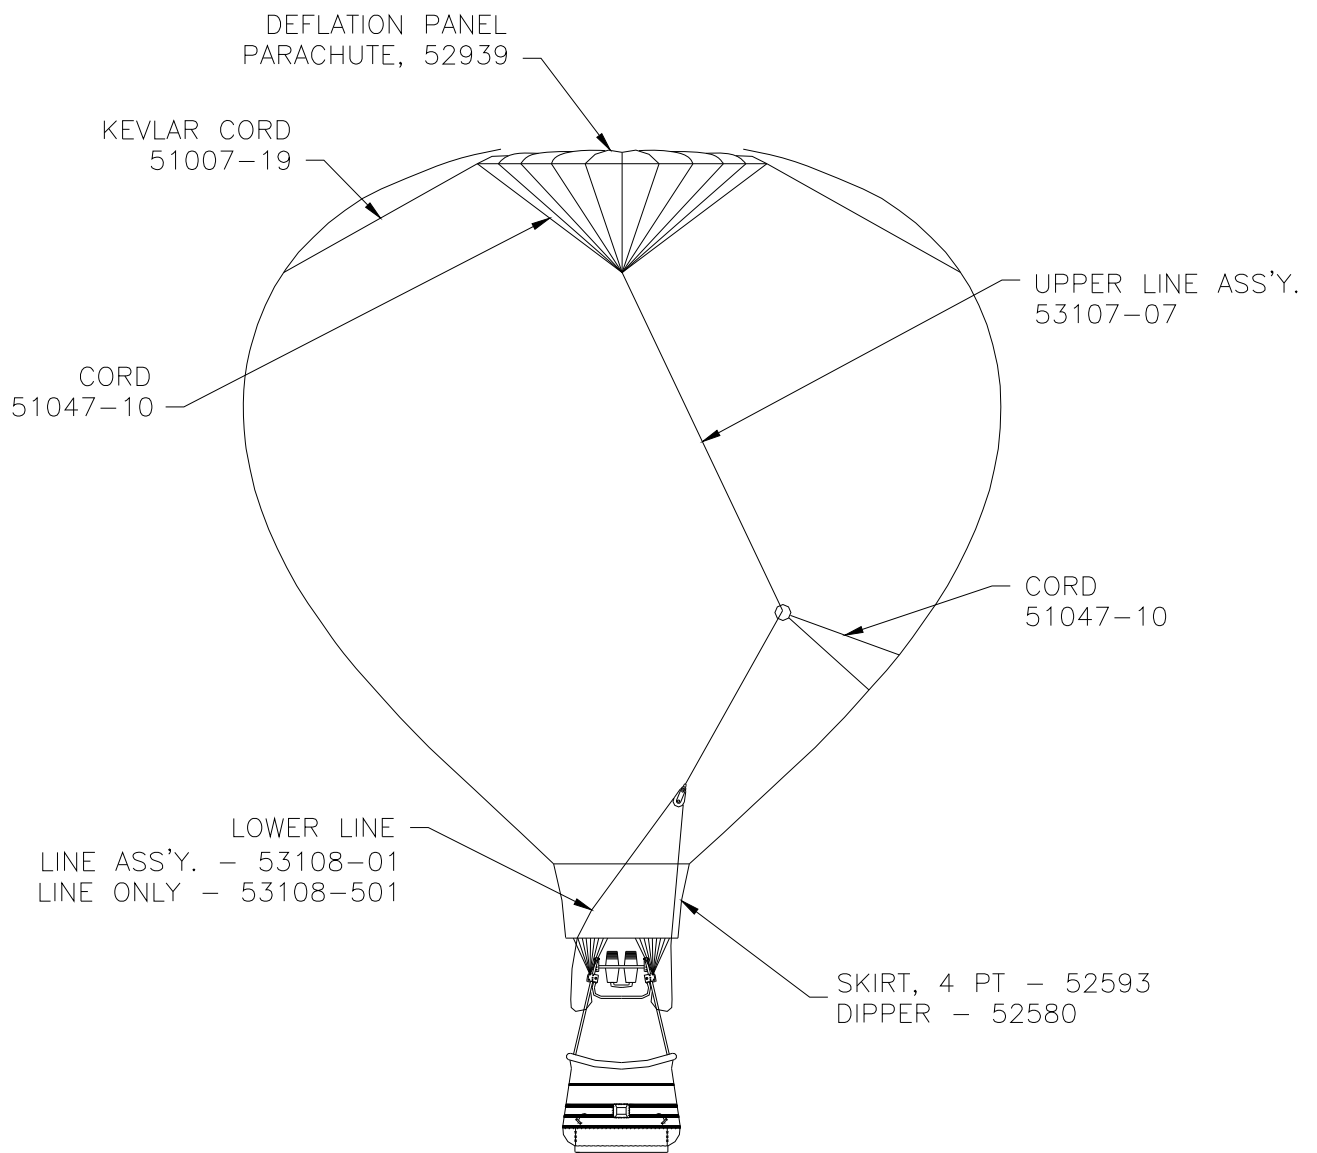 DEFLATION PANEL
PARACHUTE, 52939
KEVLAR CORD
51007-19
UPPER LINE ASS'Y.
53107-07
CORD
51047-10
CORD
51047-10
LOWER LINE
LINE ASS'Y. - 53108-01
LINE ONLY - 53108-501
SKIRT, 4 PT - 52593
DIPPER - 52580